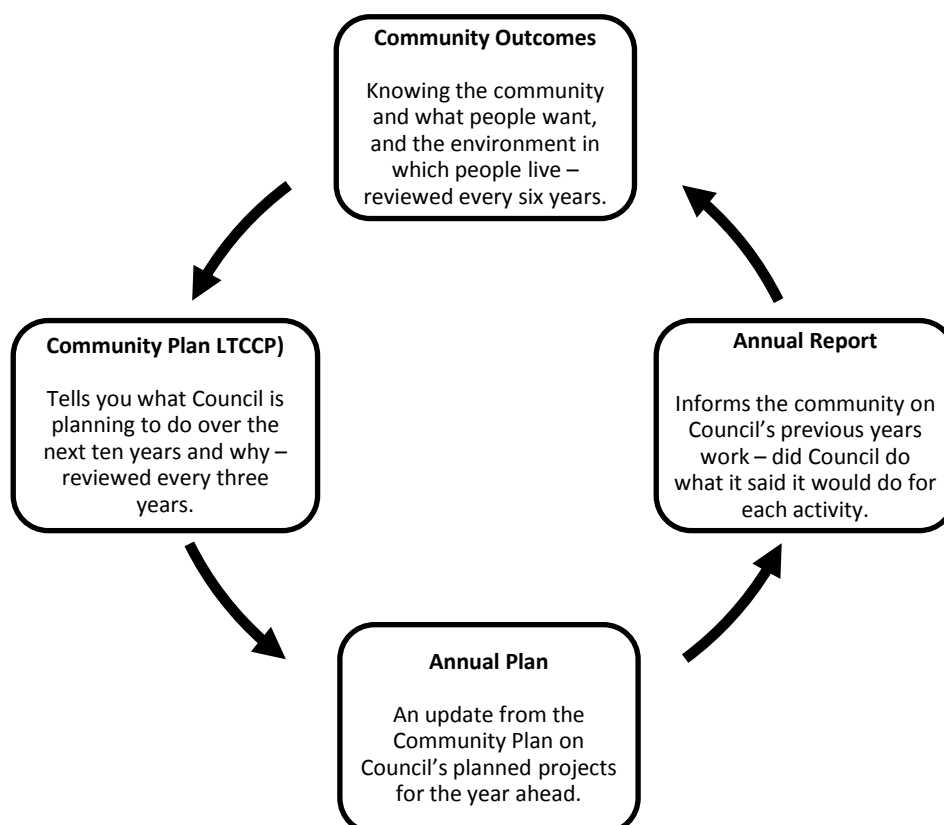 Community Outcomes
Knowing the community
and what people want,
and the environment in
which people live –
reviewed every six years.
Community Plan LTCCP)
Tells you what Council is
planning to do over the
next ten years and why –
reviewed every three
years.
Annual Report
Informs the community on
Council’s previous years
work – did Council do
what it said it would do for
each activity.
Annual Plan
An update from the
Community Plan on
Council’s planned projects
for the year ahead.